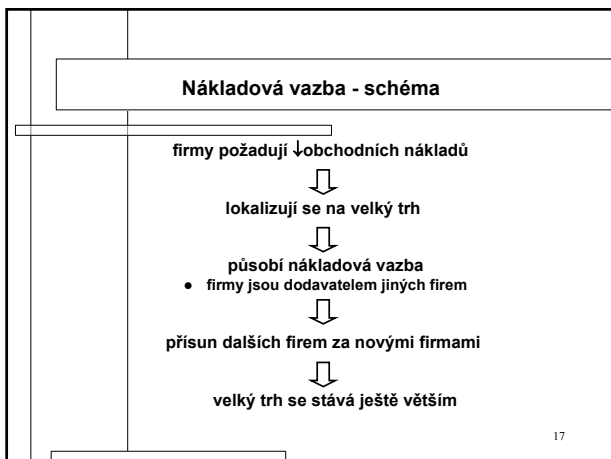 Nákladová vazba - schéma
firmy požadují ↓obchodních nákladů
lokalizují se na velký trh
působí nákladová vazba
• firmy jsou dodavatelem jiných firem
přísun dalších firem za novými firmami
velký trh se stává ještě větším
17